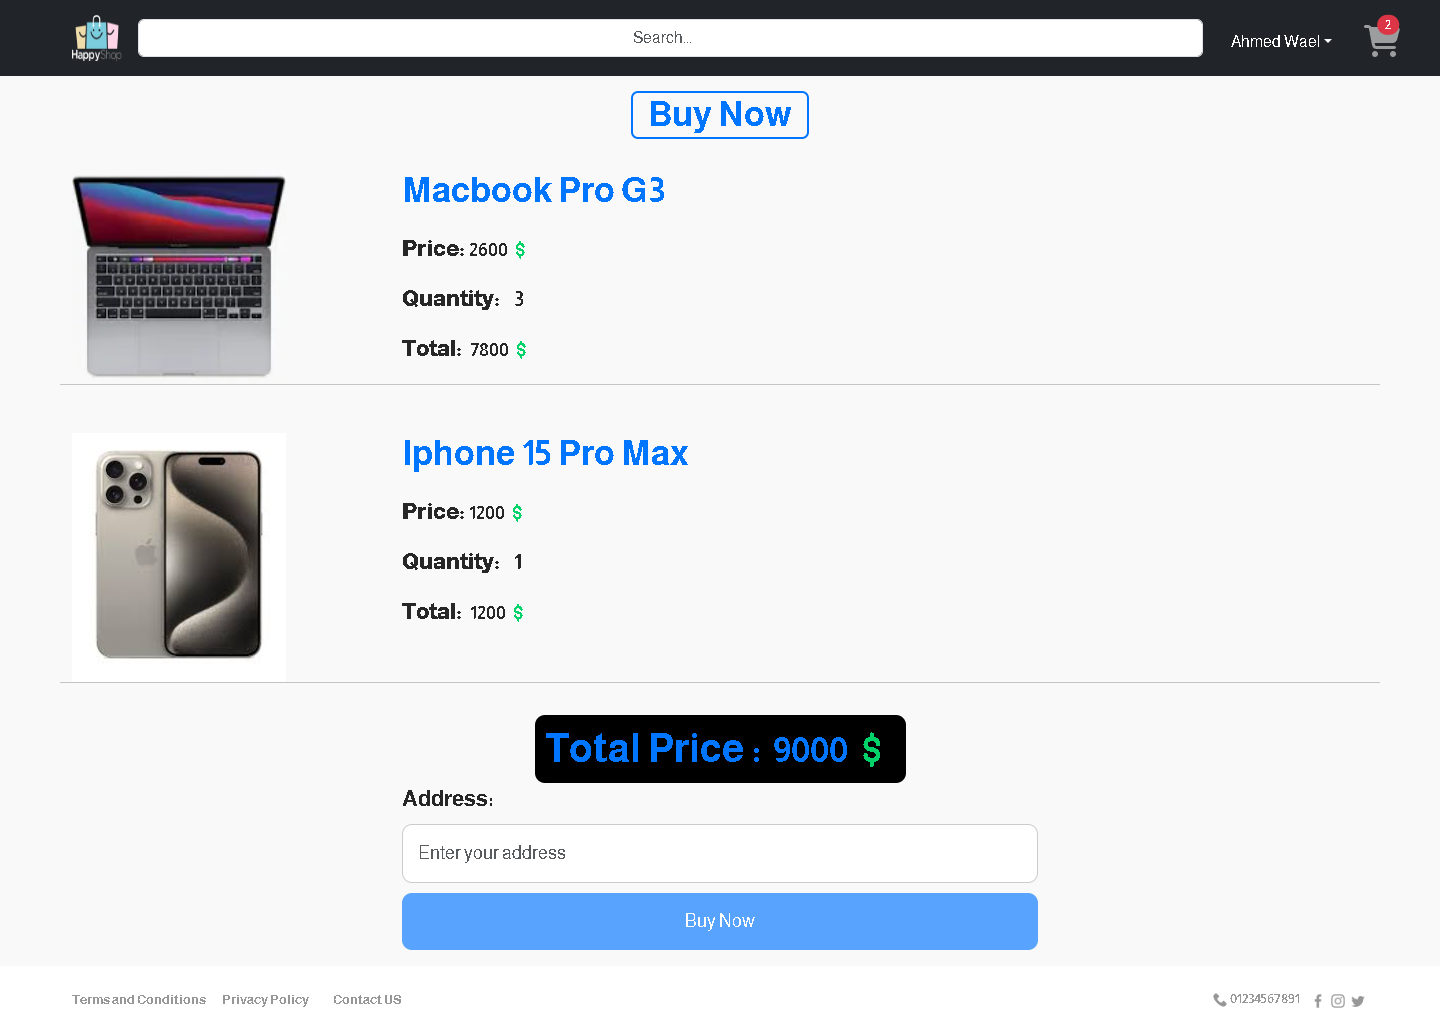 HappyShop
Search...
Ahmed Wael
2
Buy Now
Macbook Pro G3
Price: 2600 $
Quantity: 3
Total: 7800 $
Iphone 15 Pro Max
Price: 1200 $
Quantity: 1
Total: 1200 $
Total Price : 9000 $
Address:
Enter your address
Buy Now
Terms and Conditions Privacy Policy Contact US 01234567891